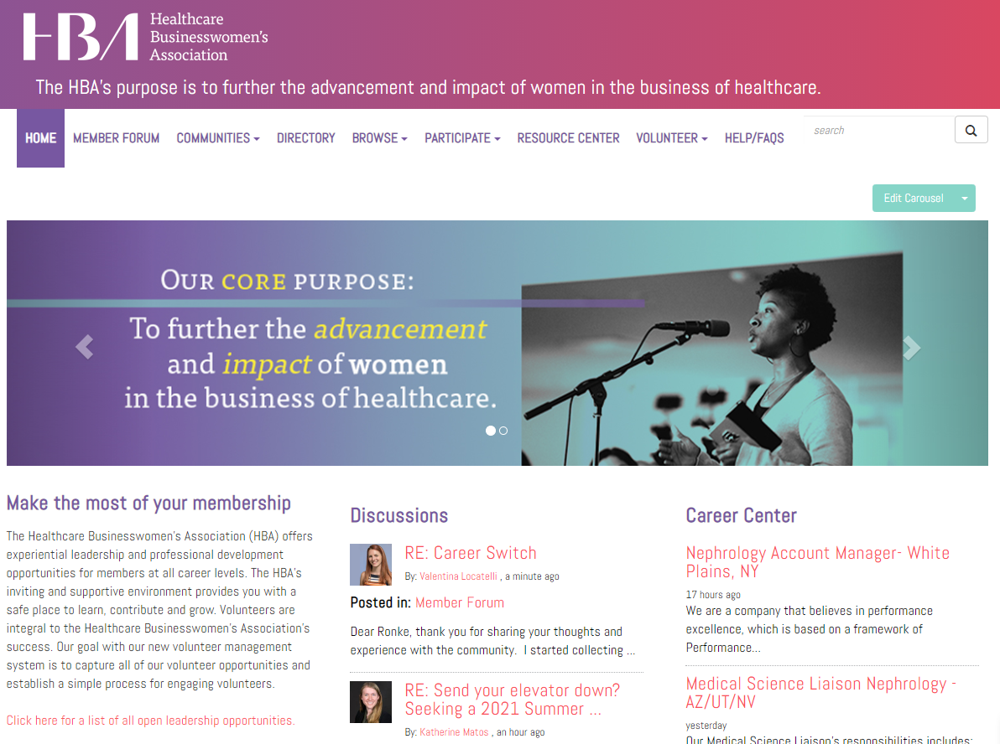 HBA
Healthcare
Businesswomen's
Association
The HBA's purpose is to further the advancement and impact of women in the business of healthcare.
HOME MEMBER FORUM COMMUNITIES DIRECTORY BROWSE PARTICIPATE RESOURCE CENTER VOLUNTEER HELP/FAQS
search
Edit Carousel
OUR CORE PURPOSE:
To further the advancement
and impact of women
in the business of healthcare.
Make the most of your membership
The Healthcare Businesswomen's Association (HBA) offers
experiential leadership and professional development
opportunities for members at all career levels. The HBA's
inviting and supportive environment provides you with a
safe place to learn, contribute and grow. Volunteers are
integral to the Healthcare Businesswomen's Association's
success. Our goal with our new volunteer management
system is to capture all of our volunteer opportunities and
establish a simple process for engaging volunteers.
Click here for a list of all open leadership opportunities.
Discussions
RE: Career Switch
By: Valentina Locatelli , a minute ago
Posted in: Member Forum
Dear Ronke, thank you for sharing your thoughts and
experience with the community. I started collecting ...
RE: Send your elevator down?
Seeking a 2021 Summer ...
By: Katherine Matos , an hour ago
Career Center
Nephrology Account Manager- White
Plains, NY
17 hours ago
We are a company that believes in performance
excellence, which is based on a framework of
Performance...
Medical Science Liaison Nephrology -
AZ/UT/NV
yesterday
Our Medical Science Liaison's responsibilities includes: